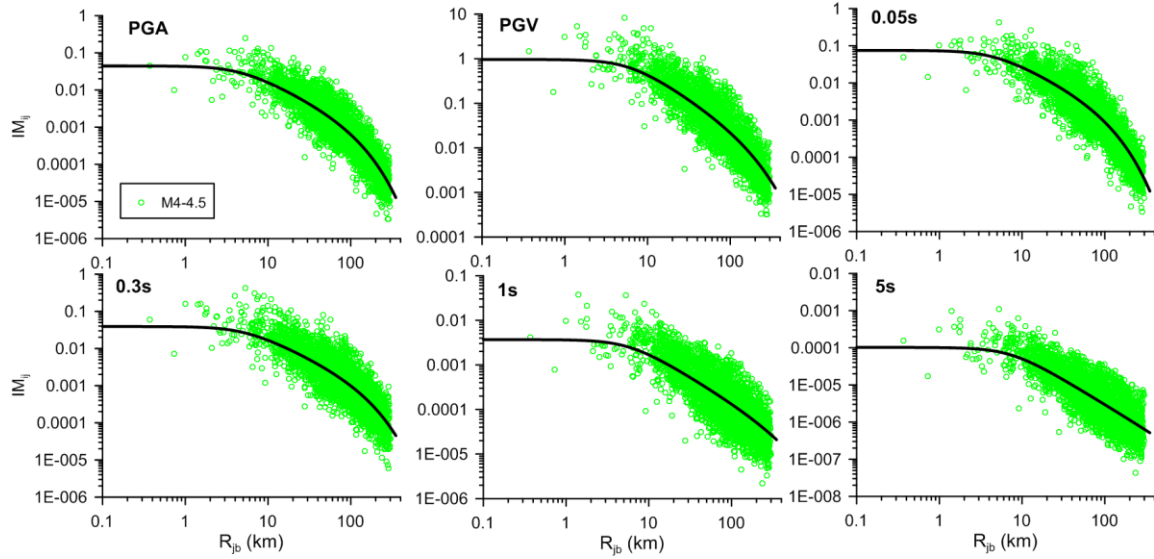 PGA
1
0.1
0.01
0.001
0.0001
1E-005
1E-006
IM_ij
M4-4.5
0.1 1 10 100
PGV
10
1
0.1
0.01
0.001
0.0001
0.1 1 10 100
0.05s
1
0.1
0.01
0.001
0.0001
1E-005
1E-006
0.1 1 10 100
0.3s
1
0.1
0.01
0.001
0.0001
1E-005
1E-006
IM_ij
0.1 1 10 100
R_jb (km)
1s
0.1
0.01
0.001
0.0001
1E-005
1E-006
0.1 1 10 100
R_jb (km)
5s
0.01
0.001
0.0001
1E-005
1E-006
1E-007
1E-008
0.1 1 10 100
R_jb (km)